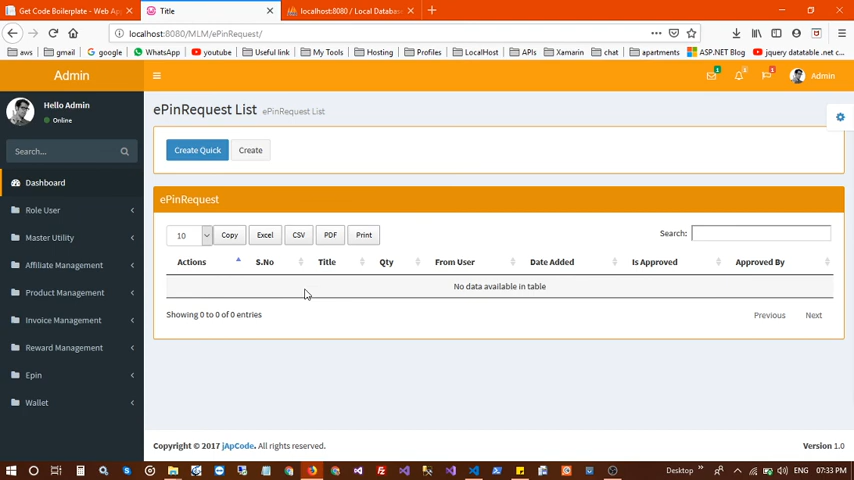 Get Code Boilerplate - Web Ap
Title
localhost:8080 / Local Databas
localhost:8080/MLM/ePinRequest/
aws
gmail
google
WhatsApp
youtube
Useful link
My Tools
Hosting
Profiles
LocalHost
APIs
Xamarin
chat
apartments
ASP.NET Blog
jquery datatable .net c...
Admin
1
Admin
Hello Admin
Online
ePinRequest List ePinRequest List
Search...
Create Quick
Create
Dashboard
Role User
Master Utility
Affiliate Management
Product Management
Invoice Management
Reward Management
Epin
Wallet
ePinRequest
10
Copy
Excel
CSV
PDF
Print
Search:
Actions
S.No
Title
Qty
From User
Date Added
Is Approved
Approved By
No data available in table
Showing 0 to 0 of 0 entries
Previous
Next
Copyright © 2017 jApCode. All rights reserved.
Version 1.0
Desktop
ENG
07:33 PM